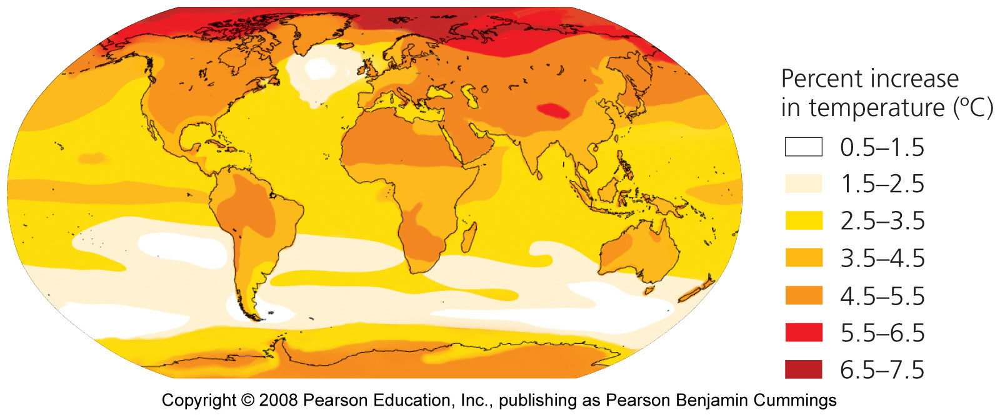 Percent increase
in temperature (ºC)
0.5–1.5
1.5–2.5
2.5–3.5
3.5–4.5
4.5–5.5
5.5–6.5
6.5–7.5
Copyright © 2008 Pearson Education, Inc., publishing as Pearson Benjamin Cummings